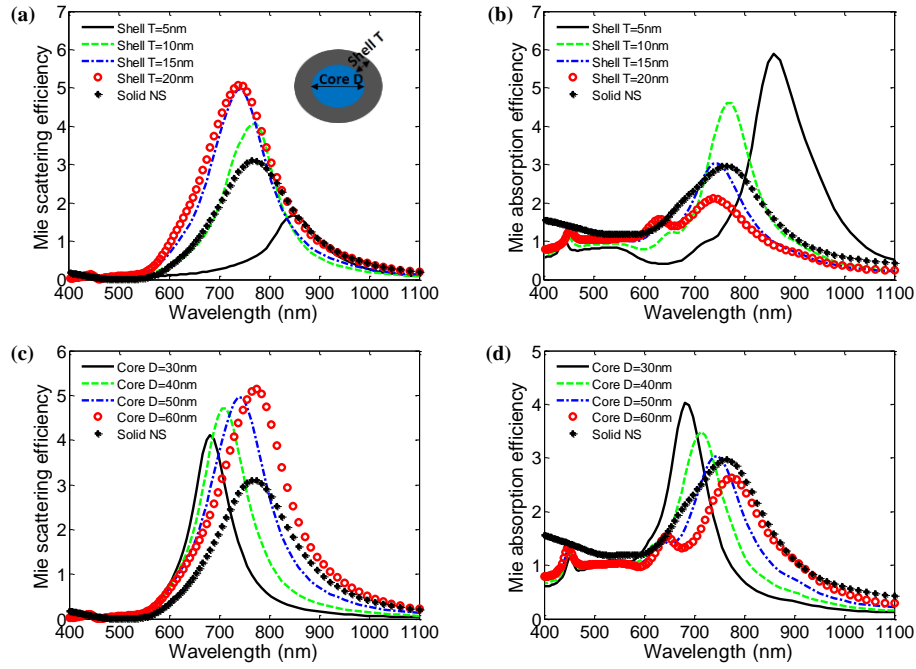 (a)
Mie scattering efficiency
7
6
5
4
3
2
1
0
Shell T=5nm
Shell T=10nm
Shell T=15nm
Shell T=20nm
Solid NS
Shell T
Core D
400 500 600 700 800 900 1000 1100
Wavelength (nm)
(b)
Mie absorption efficiency
7
6
5
4
3
2
1
0
Shell T=5nm
Shell T=10nm
Shell T=15nm
Shell T=20nm
Solid NS
400 500 600 700 800 900 1000 1100
Wavelength (nm)
(c)
Mie scattering efficiency
6
5
4
3
2
1
0
Core D=30nm
Core D=40nm
Core D=50nm
Core D=60nm
Solid NS
400 500 600 700 800 900 1000 1100
Wavelength (nm)
(d)
Mie absorption efficiency
5
4
3
2
1
0
Core D=30nm
Core D=40nm
Core D=50nm
Core D=60nm
Solid NS
400 500 600 700 800 900 1000 1100
Wavelength (nm)